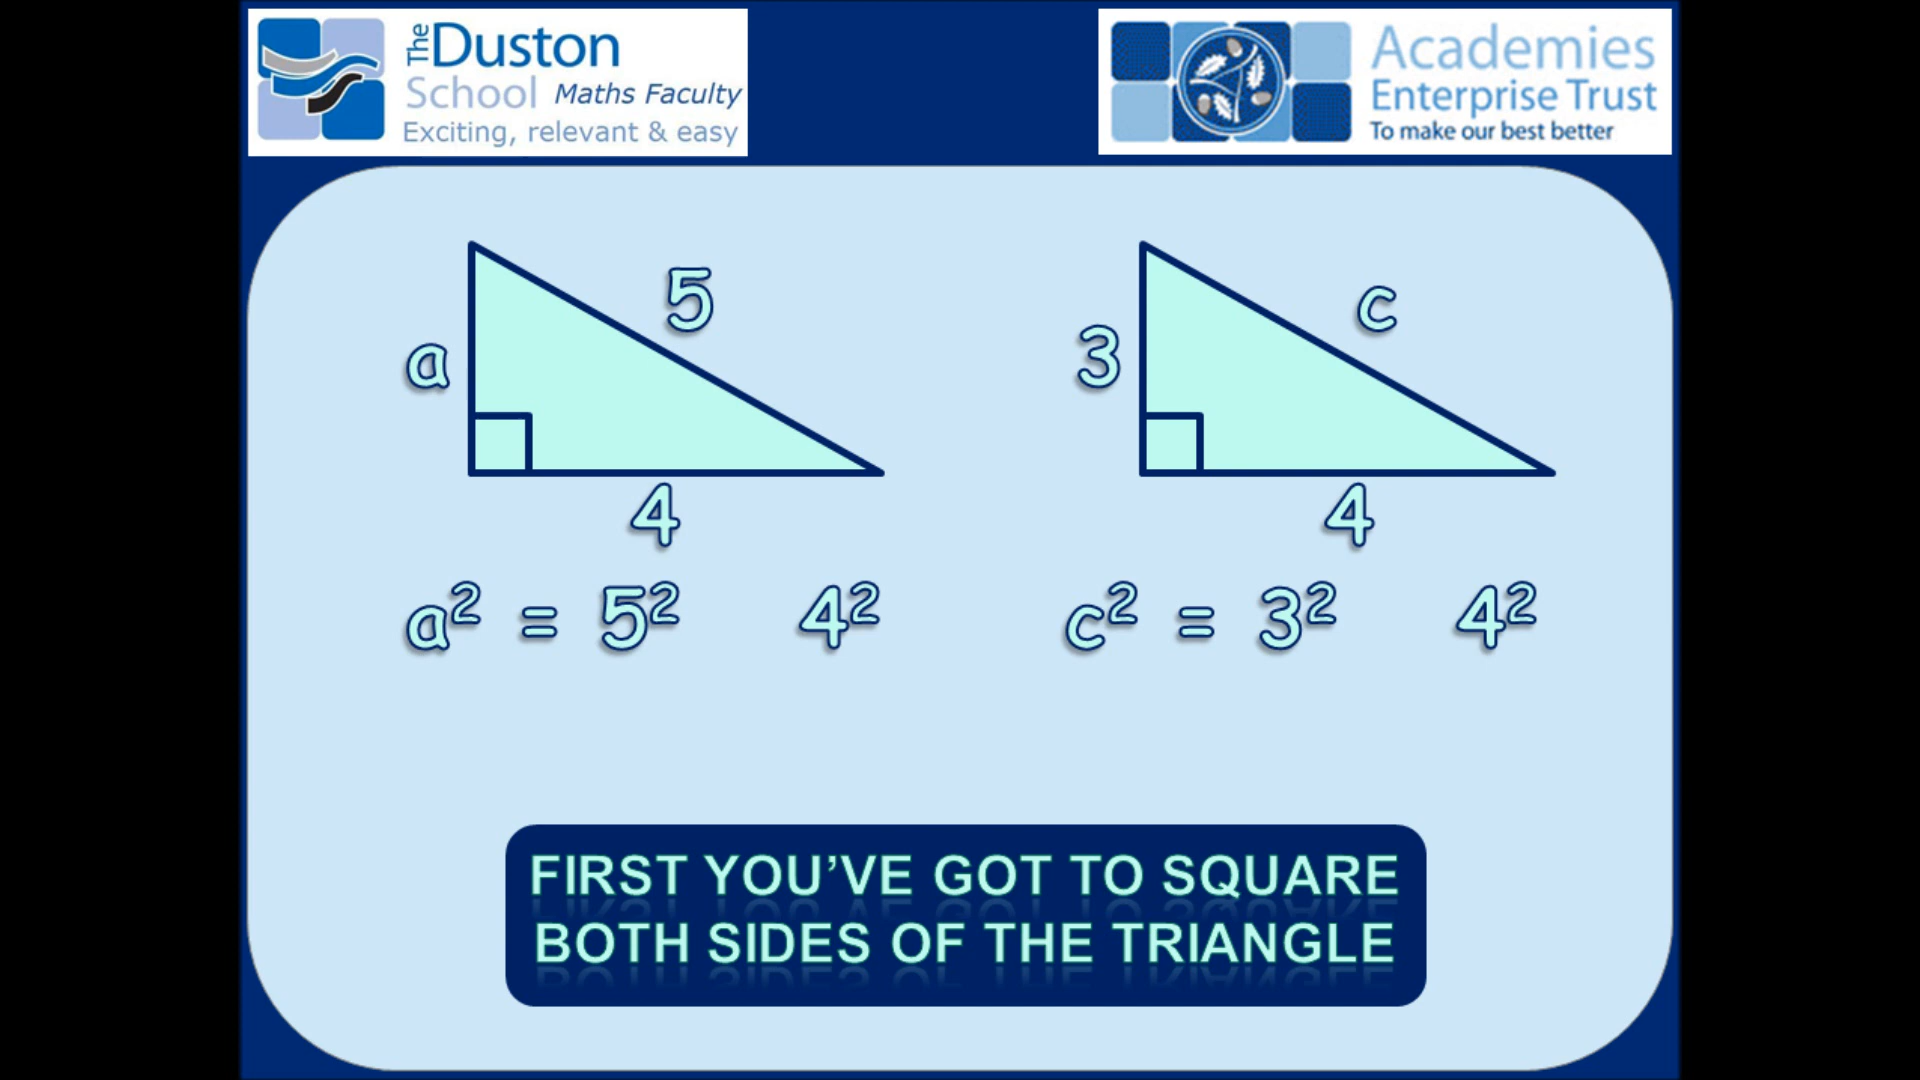 The Duston
School Maths Faculty
Exciting, relevant & easy
Academies
Enterprise Trust
To make our best better
5
a
4
c
3
4
a² = 5² 4²
c² = 3² 4²
FIRST YOU’VE GOT TO SQUARE
BOTH SIDES OF THE TRIANGLE